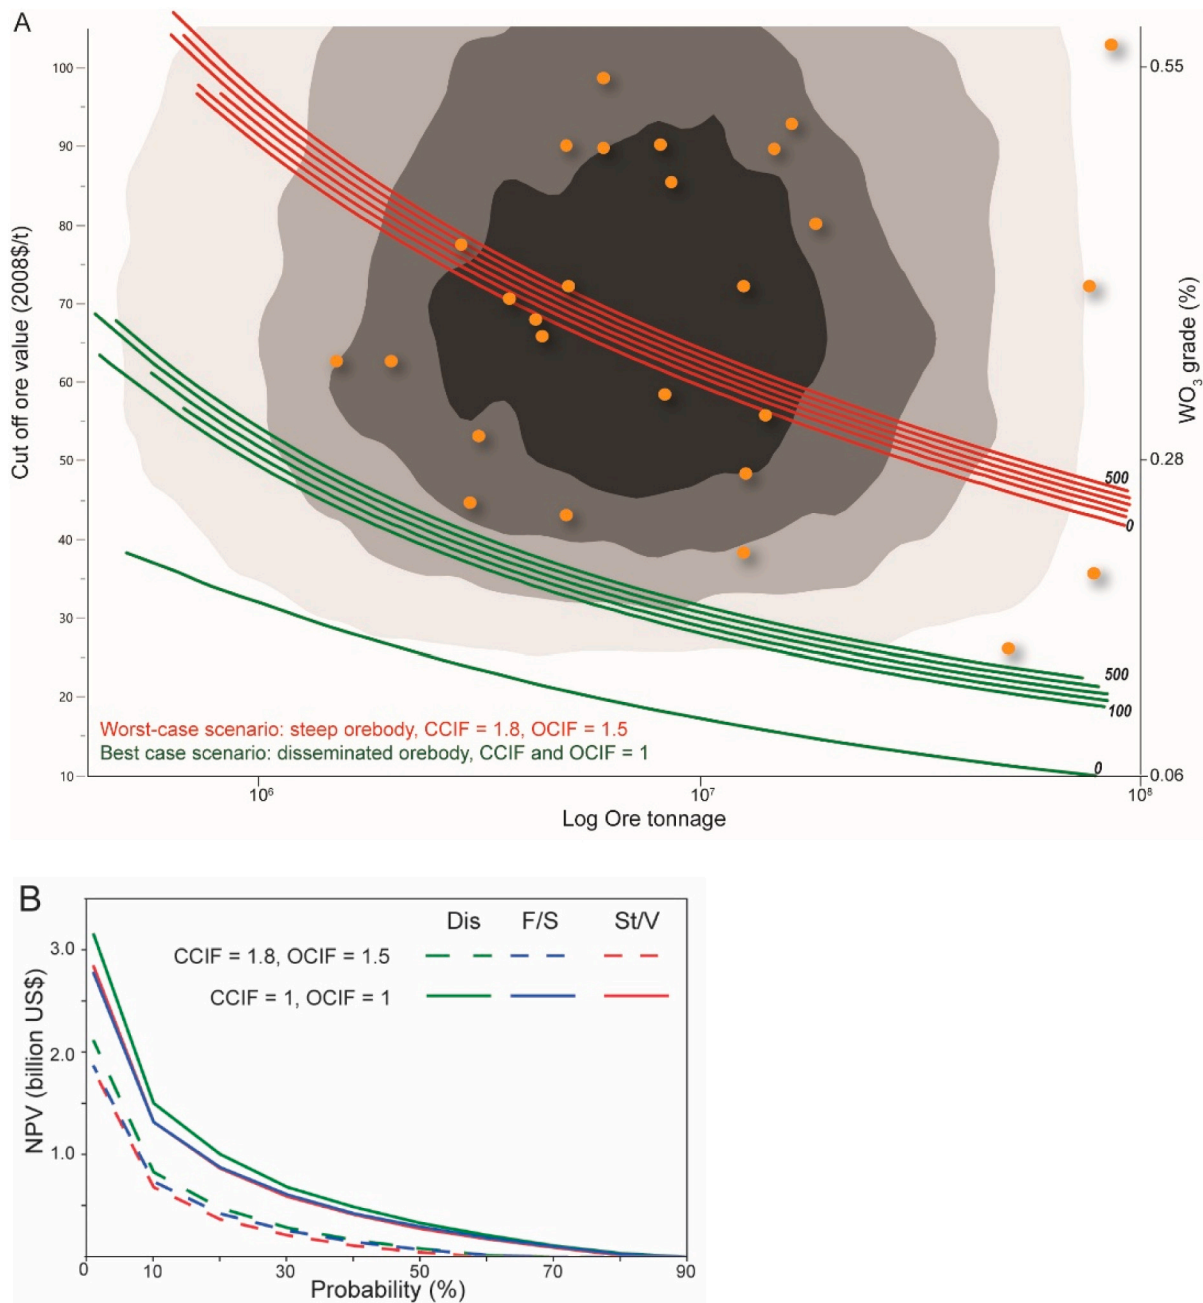 A
100
90
80
70
60
50
40
30
20
10
Cut off ore value (2008$/t)
0.55
0.28
0.06
WO3 grade (%)
500
0
500
100
0
Worst-case scenario: steep orebody, CCIF = 1.8, OCIF = 1.5
Best case scenario: disseminated orebody, CCIF and OCIF = 1
10⁶ 10⁷ 10⁸
Log Ore tonnage
B
Dis F/S St/V
CCIF = 1.8, OCIF = 1.5
CCIF = 1, OCIF = 1
3.0
2.0
1.0
NPV (billion US$)
0 10 30 50 70 90
Probability (%)